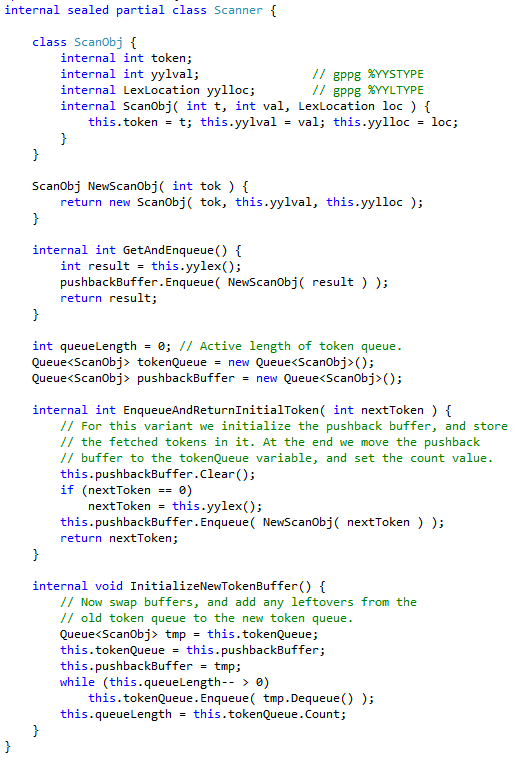 internal sealed partial class Scanner {
class ScanObj {
internal int token;
internal int yylval; // gppg %YYSTYPE
internal LexLocation yylloc; // gppg %YYLTYPE
internal ScanObj( int t, int val, LexLocation loc ) {
this.token = t; this.yylval = val; this.yylloc = loc;
}
}
ScanObj NewScanObj( int tok ) {
return new ScanObj( tok, this.yylval, this.yylloc );
}
internal int GetAndEnqueue() {
int result = this.yylex();
pushbackBuffer.Enqueue( NewScanObj( result ) );
return result;
}
int queueLength = 0; // Active length of token queue.
Queue<ScanObj> tokenQueue = new Queue<ScanObj>();
Queue<ScanObj> pushbackBuffer = new Queue<ScanObj>();
internal int EnqueueAndReturnInitialToken( int nextToken ) {
// For this variant we initialize the pushback buffer, and store
// the fetched tokens in it. At the end we move the pushback
// buffer to the tokenQueue variable, and set the count value.
this.pushbackBuffer.Clear();
if (nextToken == 0)
nextToken = this.yylex();
this.pushbackBuffer.Enqueue( NewScanObj( nextToken ) );
return nextToken;
}
internal void InitializeNewTokenBuffer() {
// Now swap buffers, and add any leftovers from the
// old token queue to the new token queue.
Queue<ScanObj> tmp = this.tokenQueue;
this.tokenQueue = this.pushbackBuffer;
this.pushbackBuffer = tmp;
while (this.queueLength-- > 0)
this.tokenQueue.Enqueue( tmp.Dequeue() );
this.queueLength = this.tokenQueue.Count;
}
}